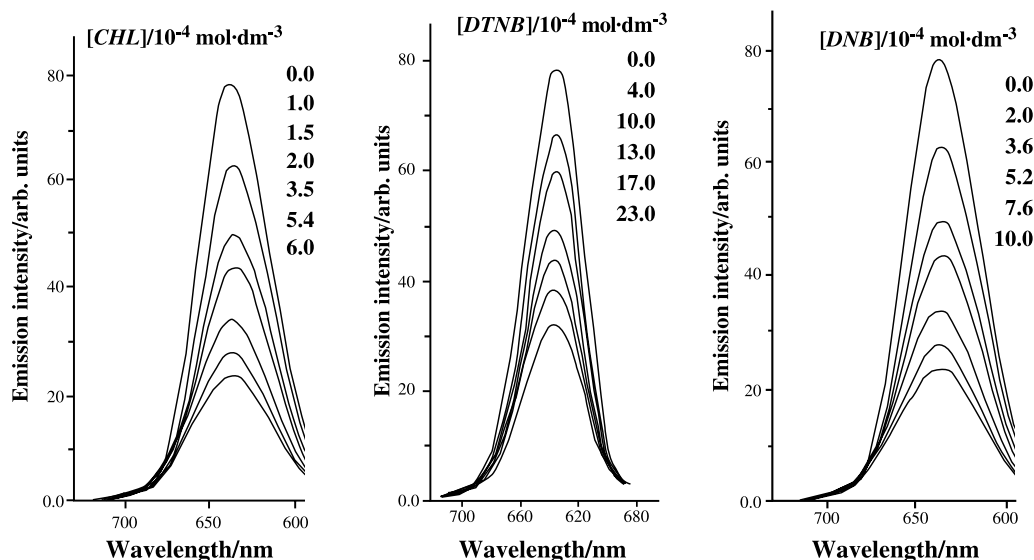 [CHL]/10⁻⁴ mol·dm⁻³
0.0
1.0
1.5
2.0
3.5
5.4
6.0
80
60
40
20
0.0
Emission intensity/arb. units
700 650 600
Wavelength/nm
[DTNB]/10⁻⁴ mol·dm⁻³
0.0
4.0
10.0
13.0
17.0
23.0
80
60
40
20
0.0
Emission intensity/arb. units
700 660 620 680
Wavelength/nm
[DNB]/10⁻⁴ mol·dm⁻³
0.0
2.0
3.6
5.2
7.6
10.0
80
60
40
20
0.0
Emission intensity/arb. units
700 650 600
Wavelength/nm